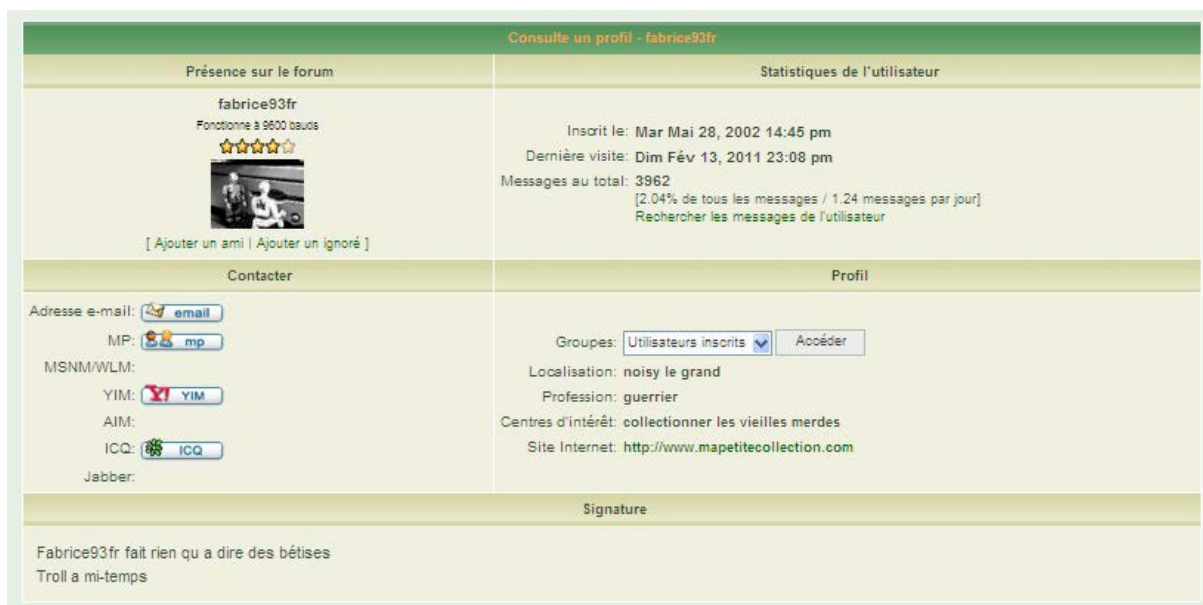 Consulte un profil - fabrice93fr
Présence sur le forum
Statistiques de l'utilisateur
fabrice93fr
Fonctionne à 9600 bauds
[ Ajouter un ami | Ajouter un ignoré ]
Inscrit le: Mar Mai 28, 2002 14:45 pm
Dernière visite: Dim Fév 13, 2011 23:08 pm
Messages au total: 3962
[2.04% de tous les messages / 1.24 messages par jour]
Rechercher les messages de l'utilisateur
Contacter
Profil
Adresse e-mail: email
MP: mp
MSNM/WLM:
YIM: Y! YIM
AIM:
ICQ: ICQ
Jabber:
Groupes: Utilisateurs inscrits Accéder
Localisation: noisy le grand
Profession: guerrier
Centres d'intérêt: collectionner les vieilles merdes
Site Internet: http://www.mapetitecollection.com
Signature
Fabrice93fr fait rien qu a dire des bétises
Troll a mi-temps